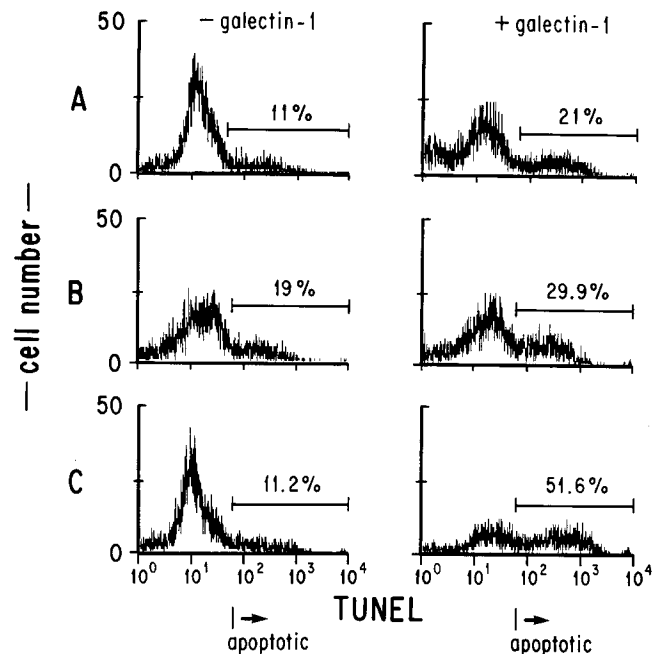 − galectin-1
+ galectin-1
50
A
11%
21%
0
50
B
19%
29.9%
0
— cell number —
50
C
11.2%
51.6%
0
10⁰ 10¹ 10² 10³ 10⁴
10⁰ 10¹ 10² 10³ 10⁴
TUNEL
apoptotic
apoptotic